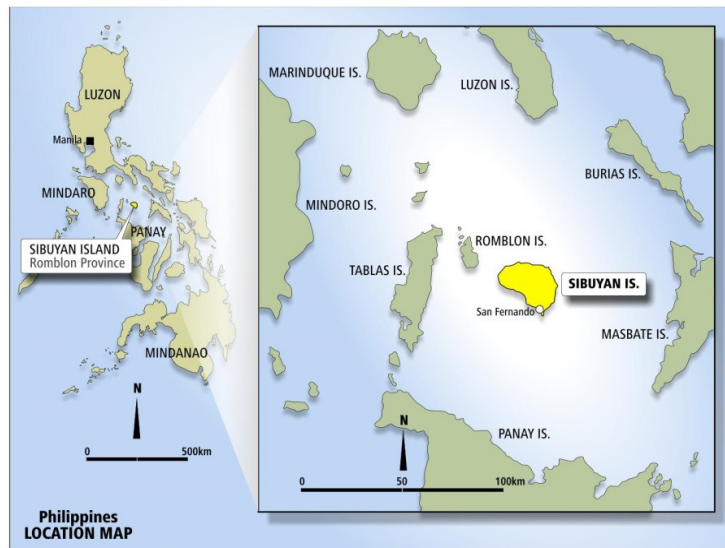 LUZON
Manila
MINDARO
PANAY
SIBUYAN ISLAND
Romblon Province
MINDANAO
N
0
500km
Philippines
LOCATION MAP
MARINDUQUE IS.
LUZON IS.
BURIAS IS.
MINDORO IS.
ROMBLON IS.
TABLAS IS.
SIBUYAN IS.
San Fernando
MASBATE IS.
PANAY IS.
N
0
50
100km